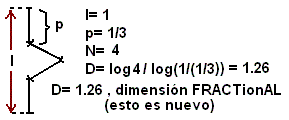 p
l
l= 1
p= 1/3
N= 4
D= log4 / log(1/(1/3) = 1.26
D= 1.26 , dimensión FRACTionAL
(esto es nuevo)